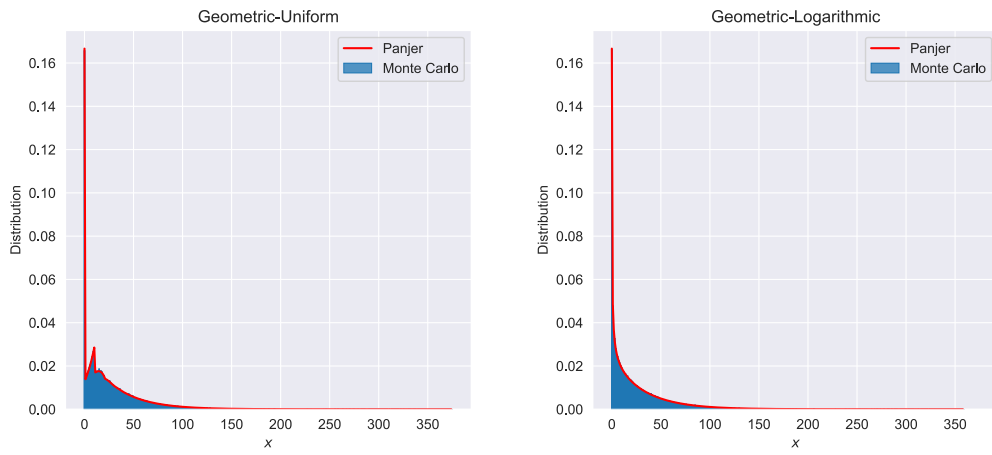 Geometric-Uniform
Panjer
Monte Carlo
0.16
0.14
0.12
0.10
0.08
0.06
0.04
0.02
0.00
Distribution
0 50 100 150 200 250 300 350
x
Geometric-Logarithmic
Panjer
Monte Carlo
0.16
0.14
0.12
0.10
0.08
0.06
0.04
0.02
0.00
Distribution
0 50 100 150 200 250 300 350
x